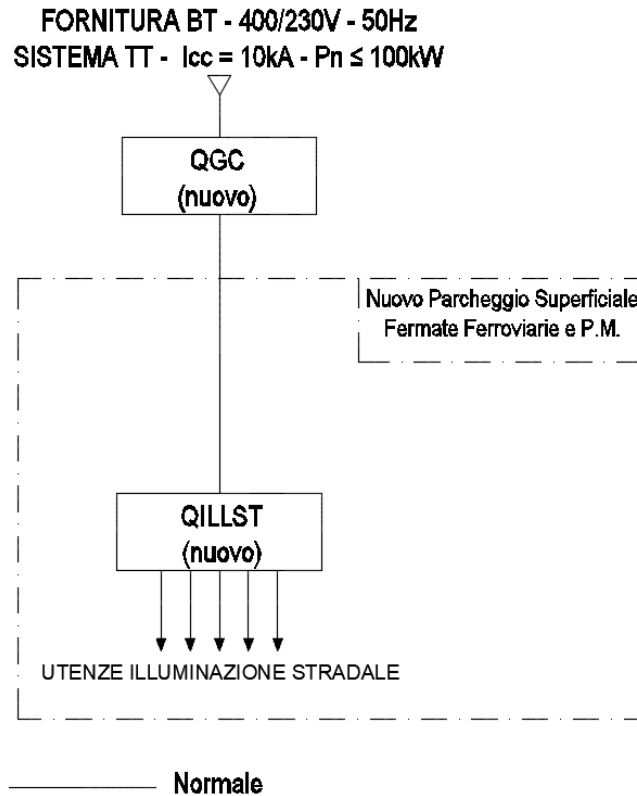 FORNITURA BT - 400/230V - 50Hz
SISTEMA TT - Icc = 10kA - Pn ≤ 100kW
QGC
(nuovo)
Nuovo Parcheggio Superficiale
Fermate Ferroviarie e P.M.
QILLST
(nuovo)
UTENZE ILLUMINAZIONE STRADALE
Normale